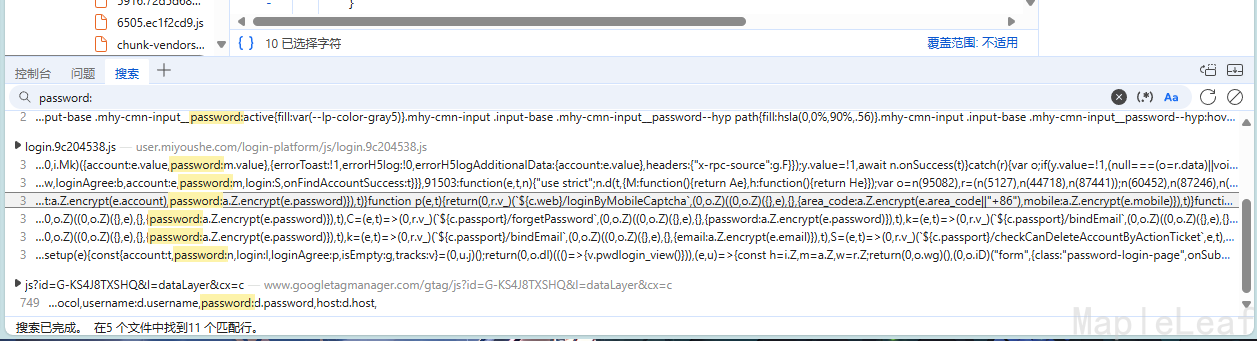 5916.72d5d68...
6505.ec1f2cd9.js
chunk-vendors...
- }
{ } 10 已选择字符 覆盖范围: 不适用
控制台 问题 搜索
password: (.*) Aa
2 ...put-base .mhy-cmn-input__password:active{fill:var(--lp-color-gray5)}.mhy-cmn-input .input-base .mhy-cmn-input__password--hyp path{fill:hsla(0,0%,90%,.56)}.mhy-cmn-input .input-base .mhy-cmn-input__password--hyp:hov...
login.9c204538.js — user.miyoushe.com/login-platform/js/login.9c204538.js
3 ...0,i.Mk)({account:e.value,password:m.value},{errorToast:!1,errorH5log:!0,errorH5logAdditionalData:{account:e.value},headers:{"x-rpc-source":g.F}});y.value=!1,await n.onSuccess(t)}catch(r){var o;if(y.value=!1,(null===(o=r.data)||voi...
3 ...w,loginAgree:b,account:e,password:m,login:S,onFindAccountSuccess:t}}},91503:function(e,t,n){"use strict";n.d(t,{M:function(){return Ae},h:function(){return He}});var o=n(95082),r=(n(5127),n(44718),n(87441));n(60452),n(87246),n(...
3 ...t:a.Z.encrypt(e.account),password:a.Z.encrypt(e.password)}),t)}function p(e,t){return(0,r.v_)(`${c.web}/loginByMobileCaptcha`,(0,o.Z)((0,o.Z)({},e),{},{area_code:a.Z.encrypt(e.area_code||"+86"),mobile:a.Z.encrypt(e.mobile)}),t)}functi...
3 ...0,o.Z)((0,o.Z)({},e),{},{password:a.Z.encrypt(e.password)}),t),C=(e,t)=>(0,r.v_)(`${c.passport}/forgetPassword`,(0,o.Z)((0,o.Z)({},e),{},{password:a.Z.encrypt(e.password)}),t),k=(e,t)=>(0,r.v_)(`${c.passport}/bindEmail`,(0,o.Z)((0,o.Z)({},e),{}...
3 ...0,o.Z)((0,o.Z)({},e),{},{password:a.Z.encrypt(e.password)}),t),k=(e,t)=>(0,r.v_)(`${c.passport}/bindEmail`,(0,o.Z)((0,o.Z)({},e),{},{email:a.Z.encrypt(e.email)}),t),S=(e,t)=>(0,r.v_)(`${c.passport}/checkCanDeleteAccountByActionTicket`,e,t),...
3 ...setup(e){const{account:t,password:n,login:l,loginAgree:p,isEmpty:g,tracks:v}=(0,u.j)();return(0,o.dl)((()=>{v.pwdlogin_view()})),(e,u)=>{const h=i.Z,m=a.Z,w=r.Z;return(0,o.wg)(),(0,o.iD)("form",{class:"password-login-page",onSub...
js?id=G-KS4J8TXSHQ&l=dataLayer&cx=c — www.googletagmanager.com/gtag/js?id=G-KS4J8TXSHQ&l=dataLayer&cx=c
749 ...ocol,username:d.username,password:d.password,host:d.host,
搜索已完成。 在5 个文件中找到11 个匹配行。
MapleLeaf